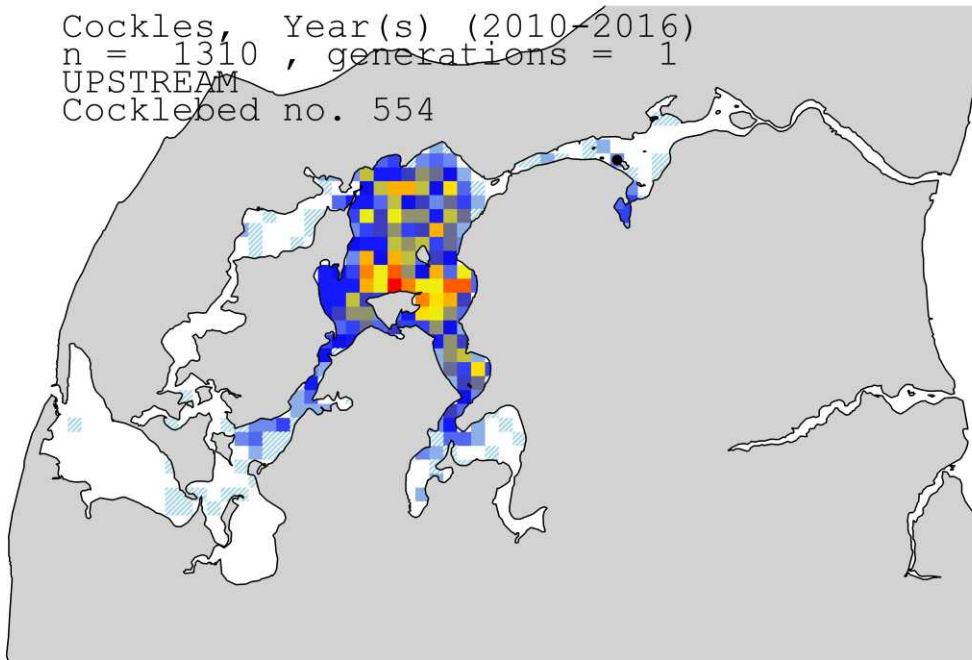 Cockles, Year(s) (2010-2016)
n = 1310 , generations = 1
UPSTREAM
Cocklebed no. 554